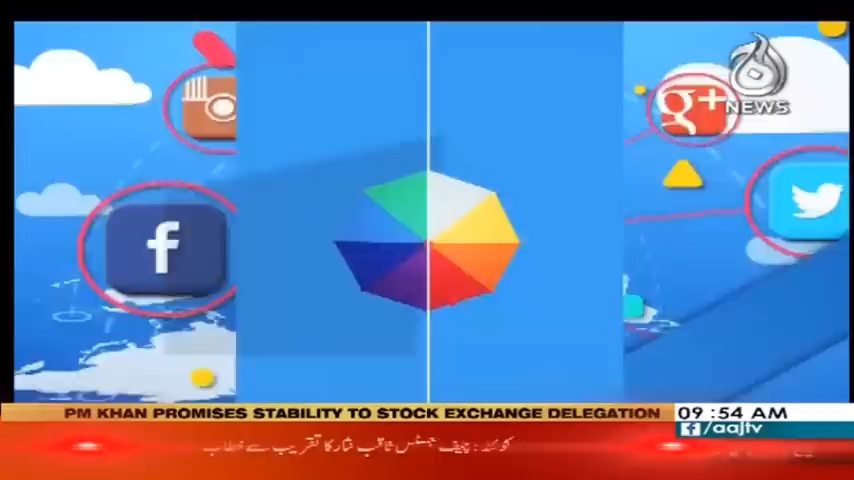 NEWS
f
g+
PM KHAN PROMISES STABILITY TO STOCK EXCHANGE DELEGATION
09 :54 AM
f/aajtv
کوئٹہ : چیف جسٹس ثاقب نثار کا تقریب سے خطاب